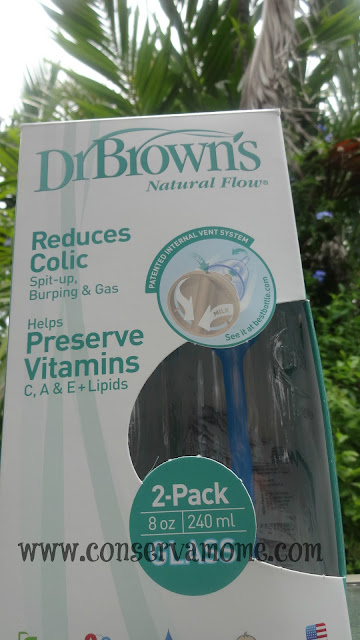 DrBrown's
Natural Flow®
Reduces
Colic
Spit-up,
Burping & Gas
Helps
Preserve
Vitamins
C, A & E+Lipids
PATENTED INTERNAL VENT SYSTEM
MILK
See it at bestbottle.com
2-Pack
8 oz | 240 ml
GLASS
www.conservamome.com